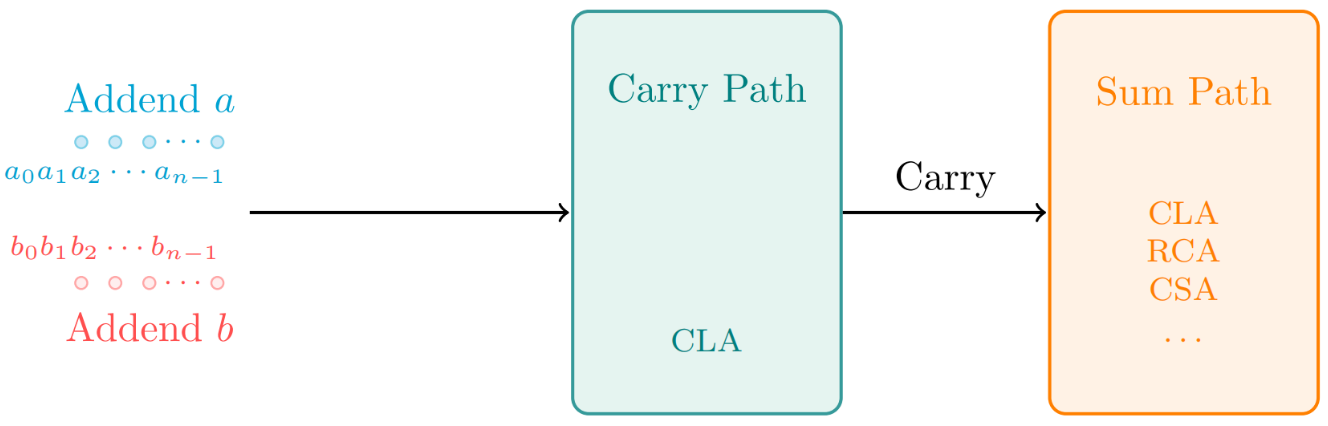 Addend a
···
a₀a₁a₂ ··· aₙ₋₁
b₀b₁b₂ ··· bₙ₋₁
···
Addend b
Carry Path
CLA
Carry
Sum Path
CLA
RCA
CSA
···